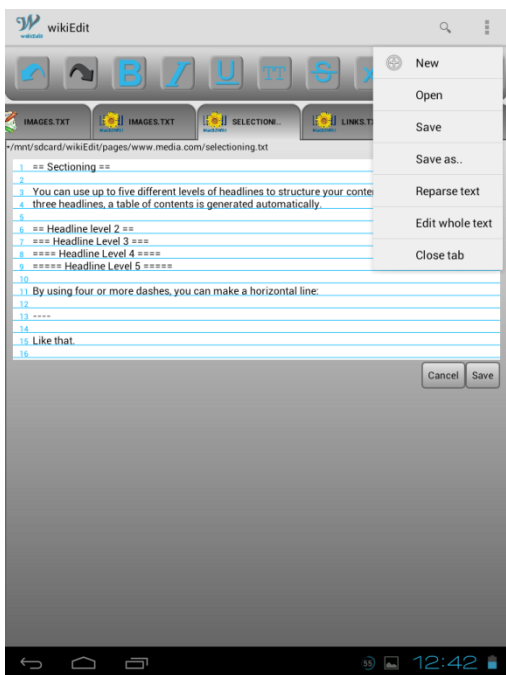 wikiEdit
wikiEdit
B I U TT S
New
Open
Save
Save as..
Reparse text
Edit whole text
Close tab
IMAGES.TXT
IMAGES.TXT
SELECTIONI..
LINKS.T
/mnt/sdcard/wikiEdit/pages/www.media.com/selectioning.txt
1 == Sectioning ==
2
3 You can use up to five different levels of headlines to structure your conte
4 three headlines, a table of contents is generated automatically.
5
6 == Headline level 2 ==
7 === Headline Level 3 ===
8 ==== Headline Level 4 ====
9 ===== Headline Level 5 =====
10
11 By using four or more dashes, you can make a horizontal line:
12
13 ----
14
15 Like that.
16
Cancel Save
55 12:42